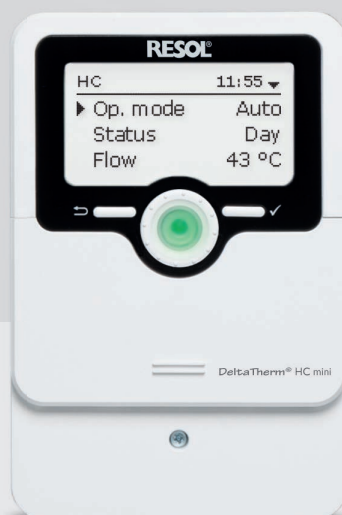 RESOL®
HC 11:55
Op. mode Auto
Status Day
Flow 43 °C
DeltaTherm® HC mini